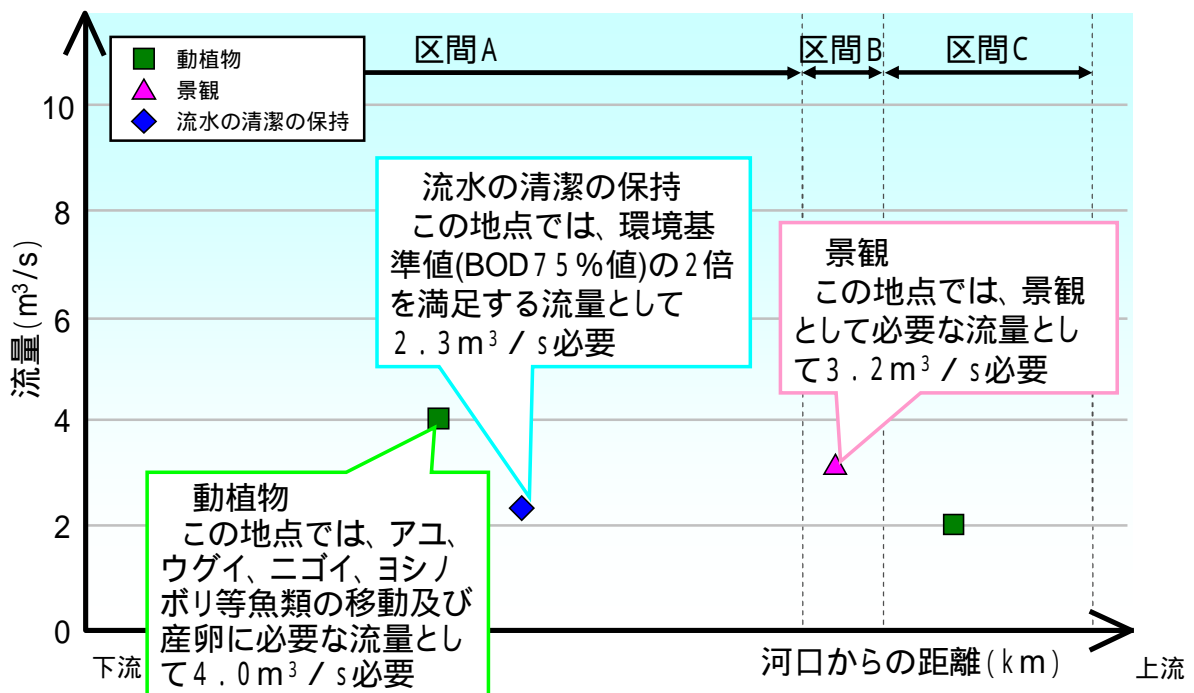 区間A
区間B
区間C
動植物
景観
流水の清潔の保持
10
8
6
4
2
0
流量(m³/s)
流水の清潔の保持
この地点では、環境基
準値(BOD75%値)の2倍
を満足する流量として
2.3m³/s必要
景観
この地点では、景観
として必要な流量とし
て3.2m³/s必要
動植物
この地点では、アユ、
ウグイ、ニゴイ、ヨシノ
ボリ等魚類の移動及び
産卵に必要な流量とし
て4.0m³/s必要
下流
河口からの距離(km)
上流